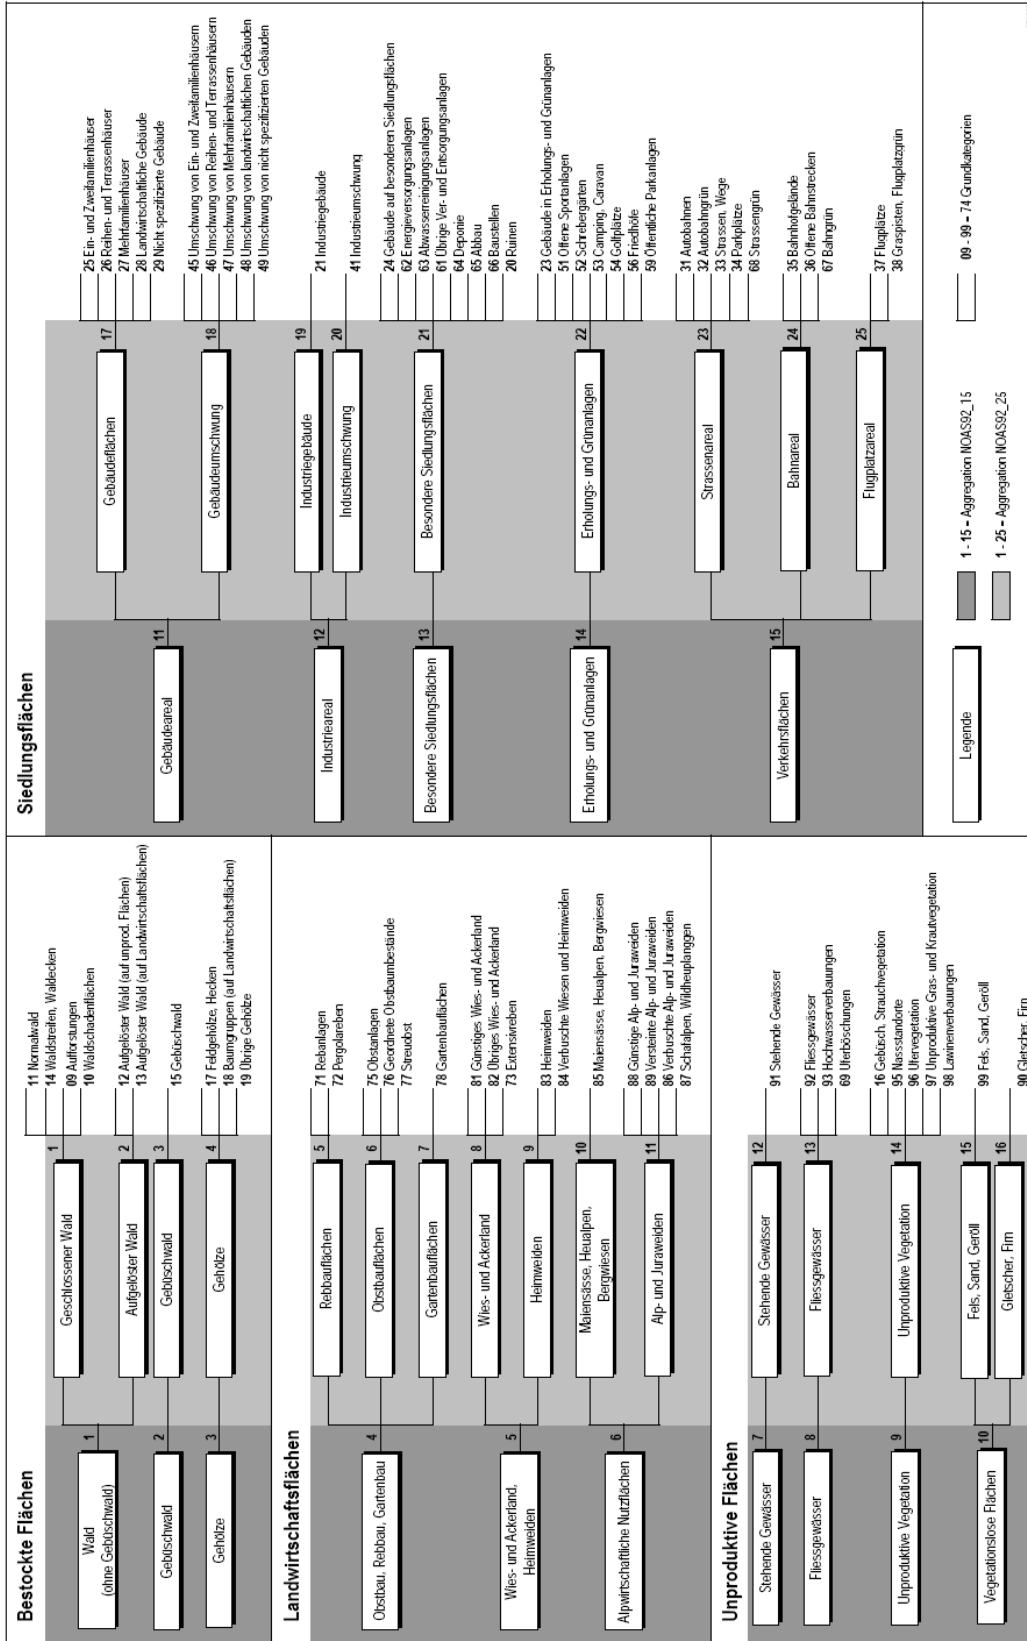 Bestockte Flächen
1
Wald
(ohne Gebüschwald)
1
Geschlossener Wald
11 Normalwald
14 Waldstreifen, Waldecken
09 Aufforstungen
10 Waldschadenflächen
2
Aufgelöster Wald
12 Aufgelöster Wald (auf unprod. Flächen)
13 Aufgelöster Wald (auf Landwirtschaftsflächen)
2
Gebüschwald
3
Gebüschwald
15 Gebüschwald
3
Gehölze
4
Gehölze
17 Feldgehölze, Hecken
18 Baumgruppen (auf Landwirtschaftsflächen)
19 Übrige Gehölze
Landwirtschaftsflächen
4
Obstbau, Rebbau, Gartenbau
5
Rebbauflächen
71 Rebanlagen
72 Pergolareben
6
Obstbauflächen
75 Obstanlagen
76 Geordnete Obstbaumbestände
77 Streuobst
7
Gartenbauflächen
78 Gartenbauflächen
5
Wies- und Ackerland,
Heimweiden
8
Wies- und Ackerland
81 Günstiges Wies- und Ackerland
82 Übriges Wies- und Ackerland
73 Extensivreben
9
Heimweiden
83 Heimweiden
84 Verbuschte Wiesen und Heimweiden
6
Alpwirtschaftliche Nutzflächen
10
Maiensässe, Heualpen,
Bergwiesen
85 Maiensässe, Heualpen, Bergwiesen
11
Alp- und Juraweiden
88 Günstige Alp- und Juraweiden
89 Versteinte Alp- und Juraweiden
86 Verbuschte Alp- und Juraweiden
87 Schafalpen, Wildheuplanggen
Unproduktive Flächen
7
Stehende Gewässer
12
Stehende Gewässer
91 Stehende Gewässer
8
Fliessgewässer
13
Fliessgewässer
92 Fliessgewässer
93 Hochwasserverbauungen
69 Uferböschungen
9
Unproduktive Vegetation
14
Unproduktive Vegetation
16 Gebüsch, Strauchvegetation
95 Nassstandorte
96 Ufervegetation
97 Unproduktive Gras- und Krautvegetation
98 Lawinenverbauungen
10
Vegetationslose Flächen
15
Fels, Sand, Geröll
99 Fels, Sand, Geröll
16
Gletscher, Firn
90 Gletscher, Firn
Siedlungsflächen
11
Gebäudeareal
17
Gebäudeflächen
25 Ein- und Zweifamilienhäuser
26 Reihen- und Terrassenhäuser
27 Mehrfamilienhäuser
28 Landwirtschaftliche Gebäude
29 Nicht spezifizierte Gebäude
18
Gebäudeumschwung
45 Umschwung von Ein- und Zweifamilienhäusern
46 Umschwung von Reihen- und Terrassenhäusern
47 Umschwung von Mehrfamilienhäusern
48 Umschwung von landwirtschaftlichen Gebäuden
49 Umschwung von nicht spezifizierten Gebäuden
12
Industrieareal
19
Industriegebäude
21 Industriegebäude
20
Industrieumschwung
41 Industrieumschwung
13
Besondere Siedlungsflächen
21
Besondere Siedlungsflächen
24 Gebäude auf besonderen Siedlungsflächen
62 Energieversorgungsanlagen
63 Abwasserreinigungsanlagen
61 Übrige Ver- und Entsorgungsanlagen
64 Deponie
65 Abbau
66 Baustellen
20 Ruinen
14
Erholungs- und Grünanlagen
22
Erholungs- und Grünanlagen
23 Gebäude in Erholungs- und Grünanlagen
51 Offene Sportanlagen
52 Schrebergärten
53 Camping, Caravan
54 Golfplätze
56 Friedhöfe
59 Öffentliche Parkanlagen
15
Verkehrsflächen
23
Strassenareal
31 Autobahnen
32 Autobahngrün
33 Strassen, Wege
34 Parkplätze
68 Strassengrün
24
Bahnareal
35 Bahnhofgelände
36 Offene Bahnstrecken
67 Bahngrün
25
Flugplatzareal
37 Flugplätze
38 Graspisten, Flugplatzgrün
Legende
1 - 15 = Aggregation NOAS92_15
1 - 25 = Aggregation NOAS92_25
09 - 99 = 74 Grundkategorien